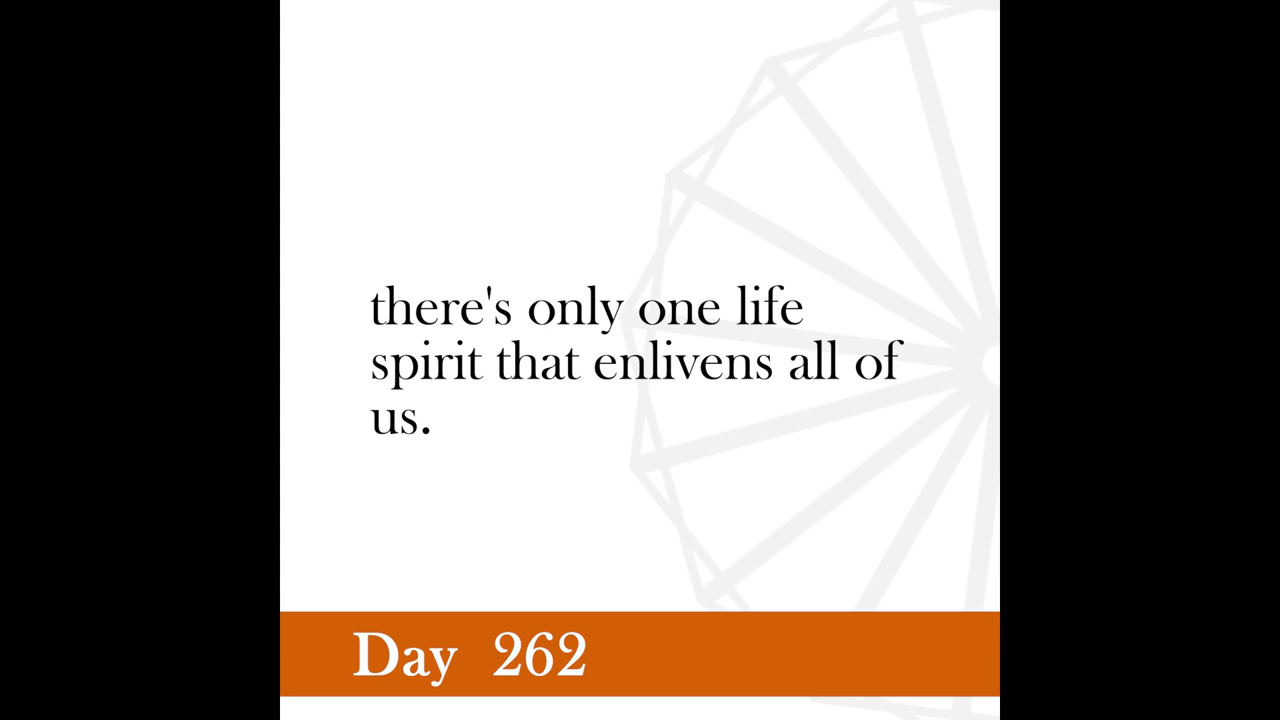 there's only one life
spirit that enlivens all of
us.
Day 262